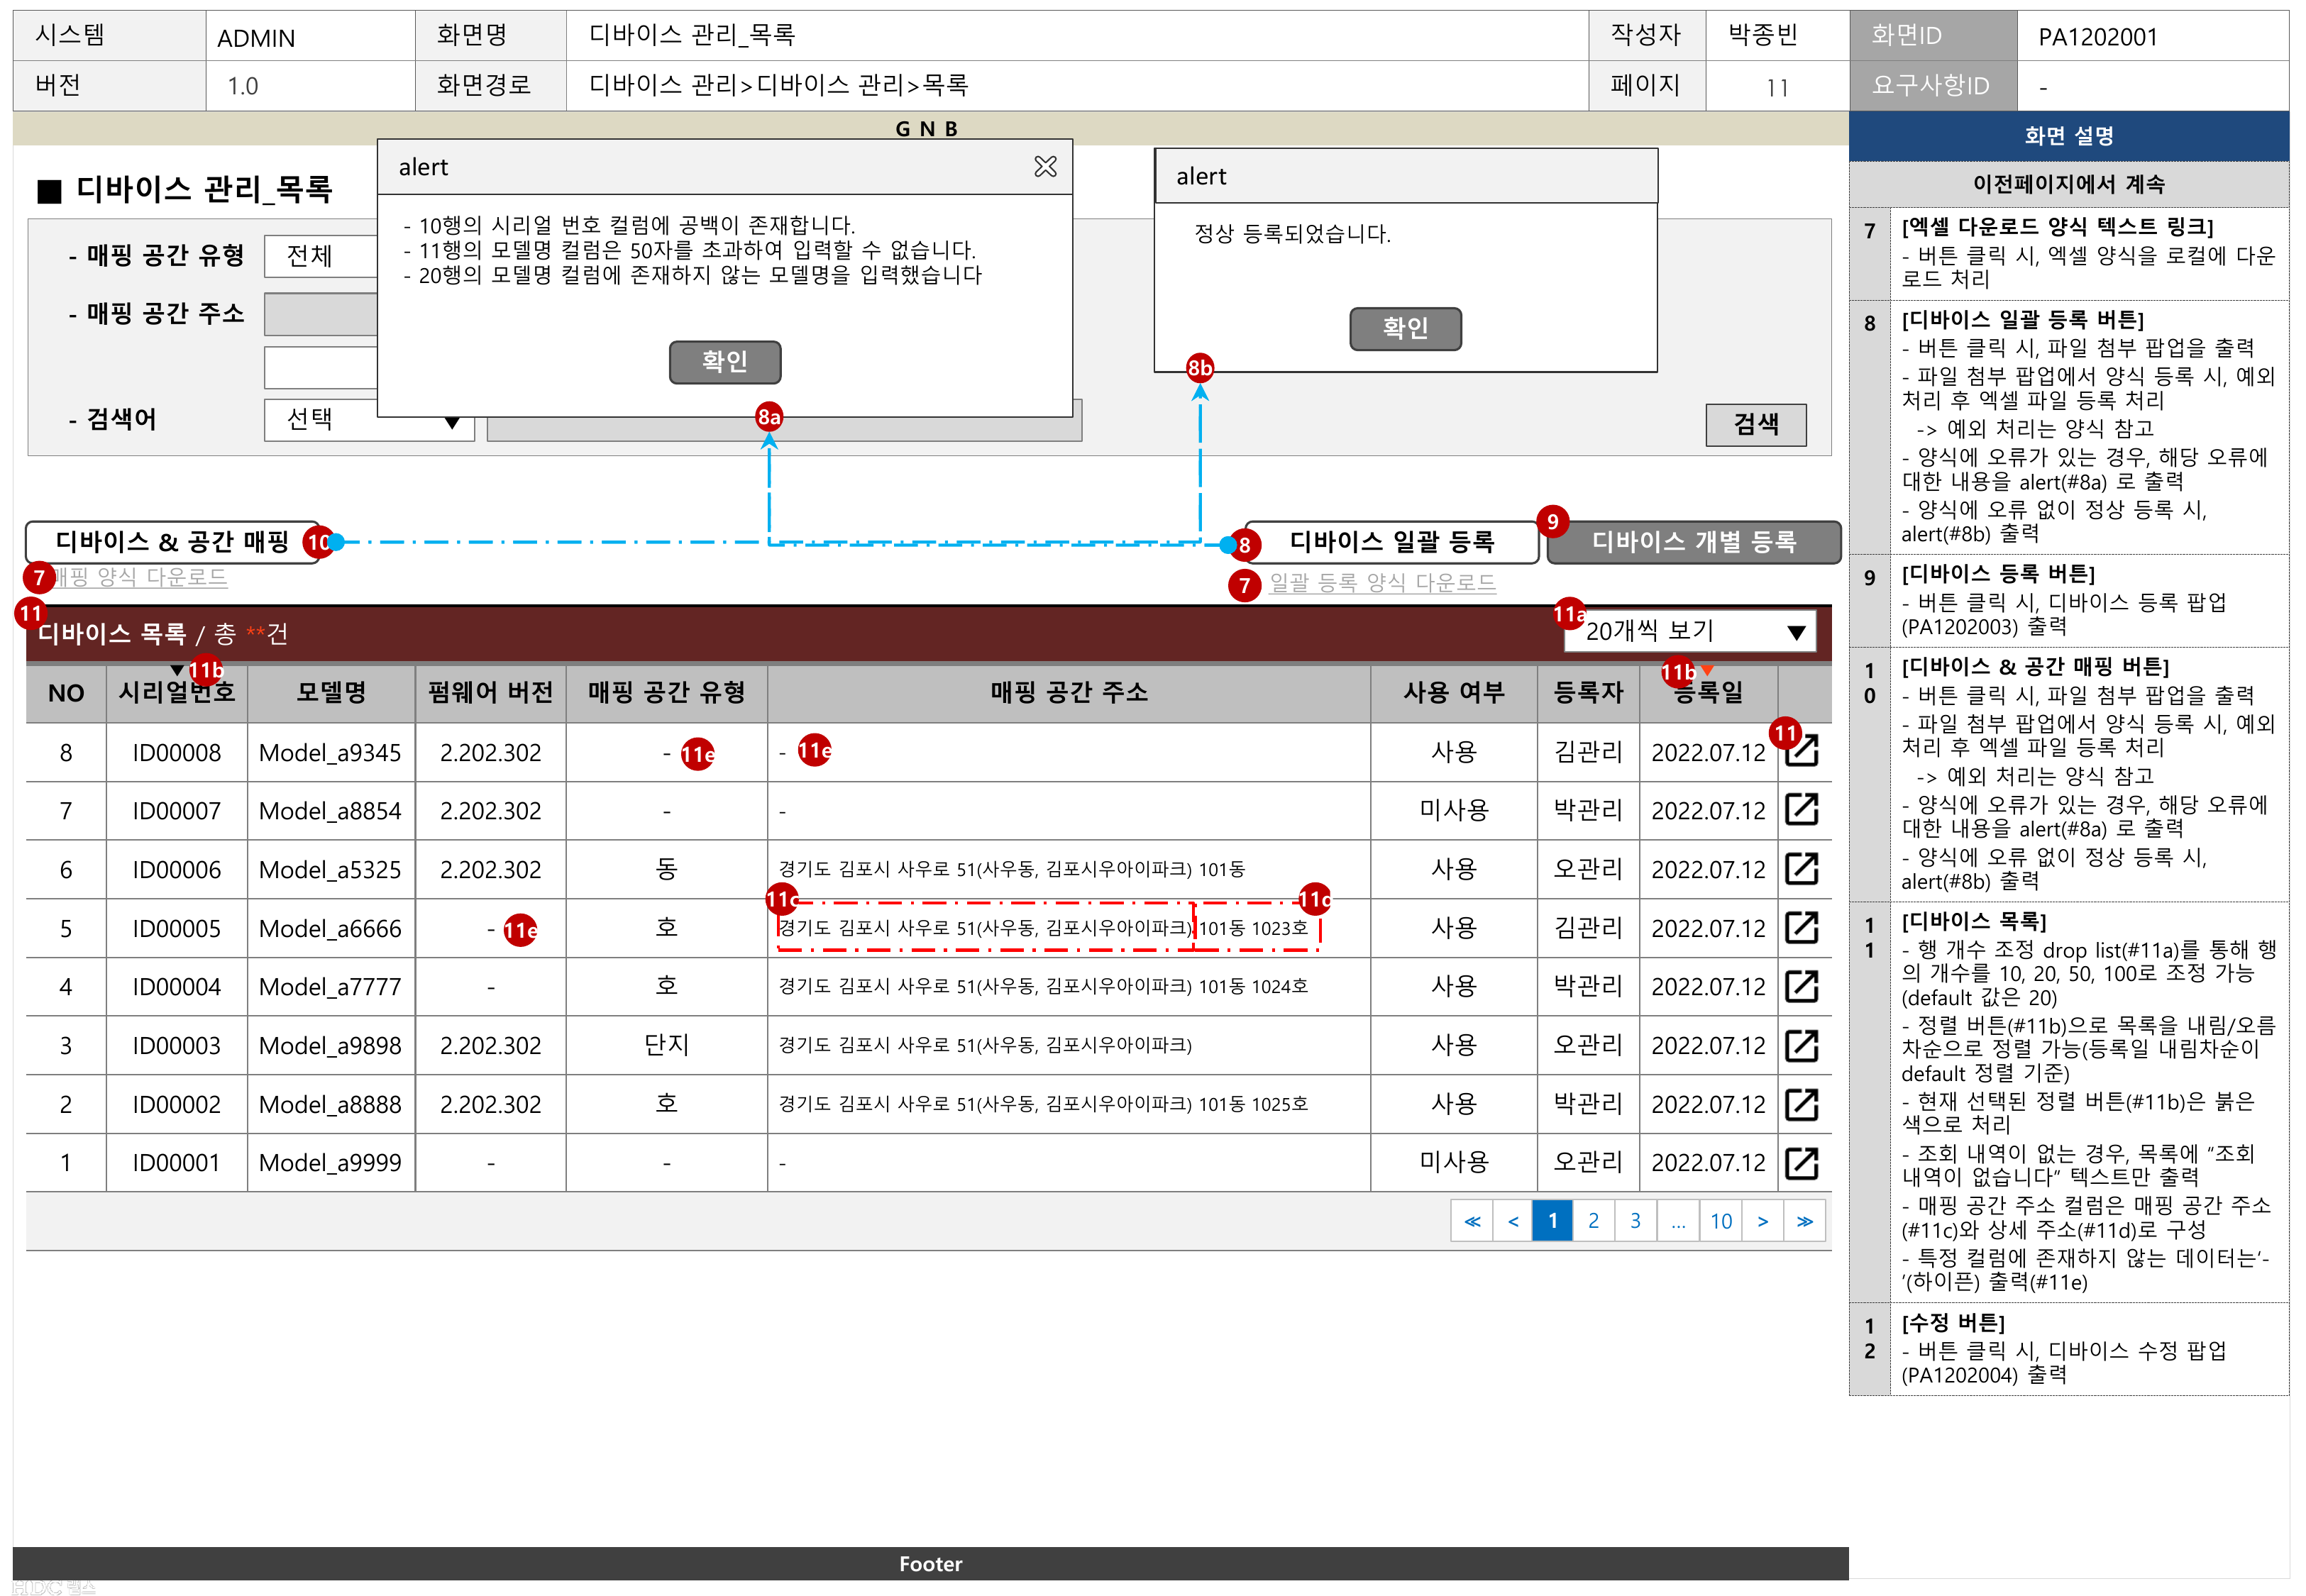 시스템 ADMIN 화면명 디바이스 관리_목록 작성자 박종빈 화면ID PA1202001
버전 1.0 화면경로 디바이스 관리>디바이스 관리>목록 페이지 11 요구사항ID -
G N B
■ 디바이스 관리_목록
- 매핑 공간 유형 전체
- 매핑 공간 주소
- 검색어 선택 ▼
검색
alert
- 10행의 시리얼 번호 컬럼에 공백이 존재합니다.
- 11행의 모델명 컬럼은 50자를 초과하여 입력할 수 없습니다.
- 20행의 모델명 컬럼에 존재하지 않는 모델명을 입력했습니다
확인
8a
alert
정상 등록되었습니다.
확인
8b
디바이스 & 공간 매핑 10
7 매핑 양식 다운로드
8 디바이스 일괄 등록
9 디바이스 개별 등록
7 일괄 등록 양식 다운로드
11
디바이스 목록 / 총 **건
11a 20개씩 보기 ▼
11b 11b
NO 시리얼번호 모델명 펌웨어 버전 매핑 공간 유형 매핑 공간 주소 사용 여부 등록자 등록일
8 ID00008 Model_a9345 2.202.302 - 11e - 11e 사용 김관리 2022.07.12 11
7 ID00007 Model_a8854 2.202.302 - - 미사용 박관리 2022.07.12
6 ID00006 Model_a5325 2.202.302 동 경기도 김포시 사우로 51(사우동, 김포시우아이파크) 101동 사용 오관리 2022.07.12
11c 11d
5 ID00005 Model_a6666 - 11e 호 경기도 김포시 사우로 51(사우동, 김포시우아이파크) 101동 1023호 사용 김관리 2022.07.12
4 ID00004 Model_a7777 - 호 경기도 김포시 사우로 51(사우동, 김포시우아이파크) 101동 1024호 사용 박관리 2022.07.12
3 ID00003 Model_a9898 2.202.302 단지 경기도 김포시 사우로 51(사우동, 김포시우아이파크) 사용 오관리 2022.07.12
2 ID00002 Model_a8888 2.202.302 호 경기도 김포시 사우로 51(사우동, 김포시우아이파크) 101동 1025호 사용 박관리 2022.07.12
1 ID00001 Model_a9999 - - - 미사용 오관리 2022.07.12
≪ < 1 2 3 ... 10 > ≫
화면 설명
이전페이지에서 계속
7 [엑셀 다운로드 양식 텍스트 링크]
- 버튼 클릭 시, 엑셀 양식을 로컬에 다운
로드 처리
8 [디바이스 일괄 등록 버튼]
- 버튼 클릭 시, 파일 첨부 팝업을 출력
- 파일 첨부 팝업에서 양식 등록 시, 예외
처리 후 엑셀 파일 등록 처리
-> 예외 처리는 양식 참고
- 양식에 오류가 있는 경우, 해당 오류에
대한 내용을 alert(#8a) 로 출력
- 양식에 오류 없이 정상 등록 시,
alert(#8b) 출력
9 [디바이스 등록 버튼]
- 버튼 클릭 시, 디바이스 등록 팝업
(PA1202003) 출력
10 [디바이스 & 공간 매핑 버튼]
- 버튼 클릭 시, 파일 첨부 팝업을 출력
- 파일 첨부 팝업에서 양식 등록 시, 예외
처리 후 엑셀 파일 등록 처리
-> 예외 처리는 양식 참고
- 양식에 오류가 있는 경우, 해당 오류에
대한 내용을 alert(#8a) 로 출력
- 양식에 오류 없이 정상 등록 시,
alert(#8b) 출력
11 [디바이스 목록]
- 행 개수 조정 drop list(#11a)를 통해 행
의 개수를 10, 20, 50, 100로 조정 가능
(default 값은 20)
- 정렬 버튼(#11b)으로 목록을 내림/오름
차순으로 정렬 가능(등록일 내림차순이
default 정렬 기준)
- 현재 선택된 정렬 버튼(#11b)은 붉은
색으로 처리
- 조회 내역이 없는 경우, 목록에 “조회
내역이 없습니다” 텍스트만 출력
- 매핑 공간 주소 컬럼은 매핑 공간 주소
(#11c)와 상세 주소(#11d)로 구성
- 특정 컬럼에 존재하지 않는 데이터는‘-
’(하이픈) 출력(#11e)
12 [수정 버튼]
- 버튼 클릭 시, 디바이스 수정 팝업
(PA1202004) 출력
Footer
HDC 랩스